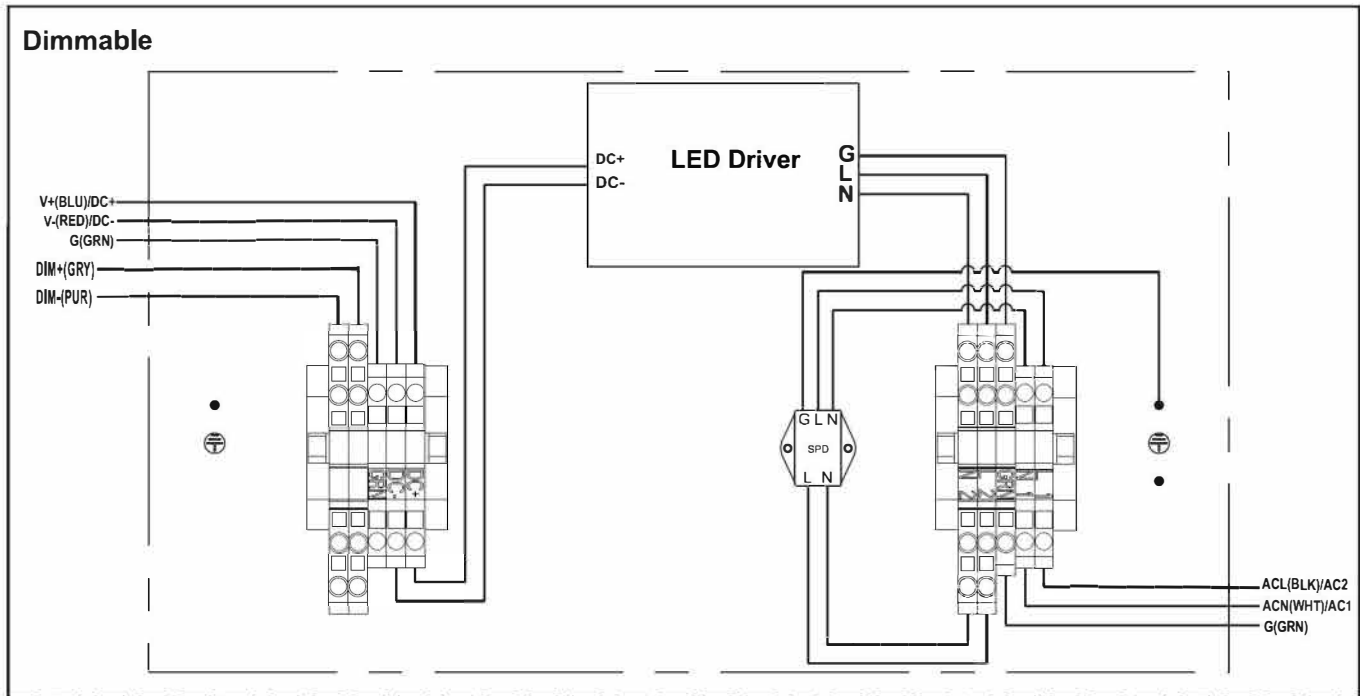 Dimmable
LED Driver
DC+
DC-
G
L
N
V+(BLU)/DC+
V-(RED)/DC-
G(GRN)
DIM+(GRY)
DIM-(PUR)
G L N
SPD
L N
ACL(BLK)/AC2
ACN(WHT)/AC1
G(GRN)